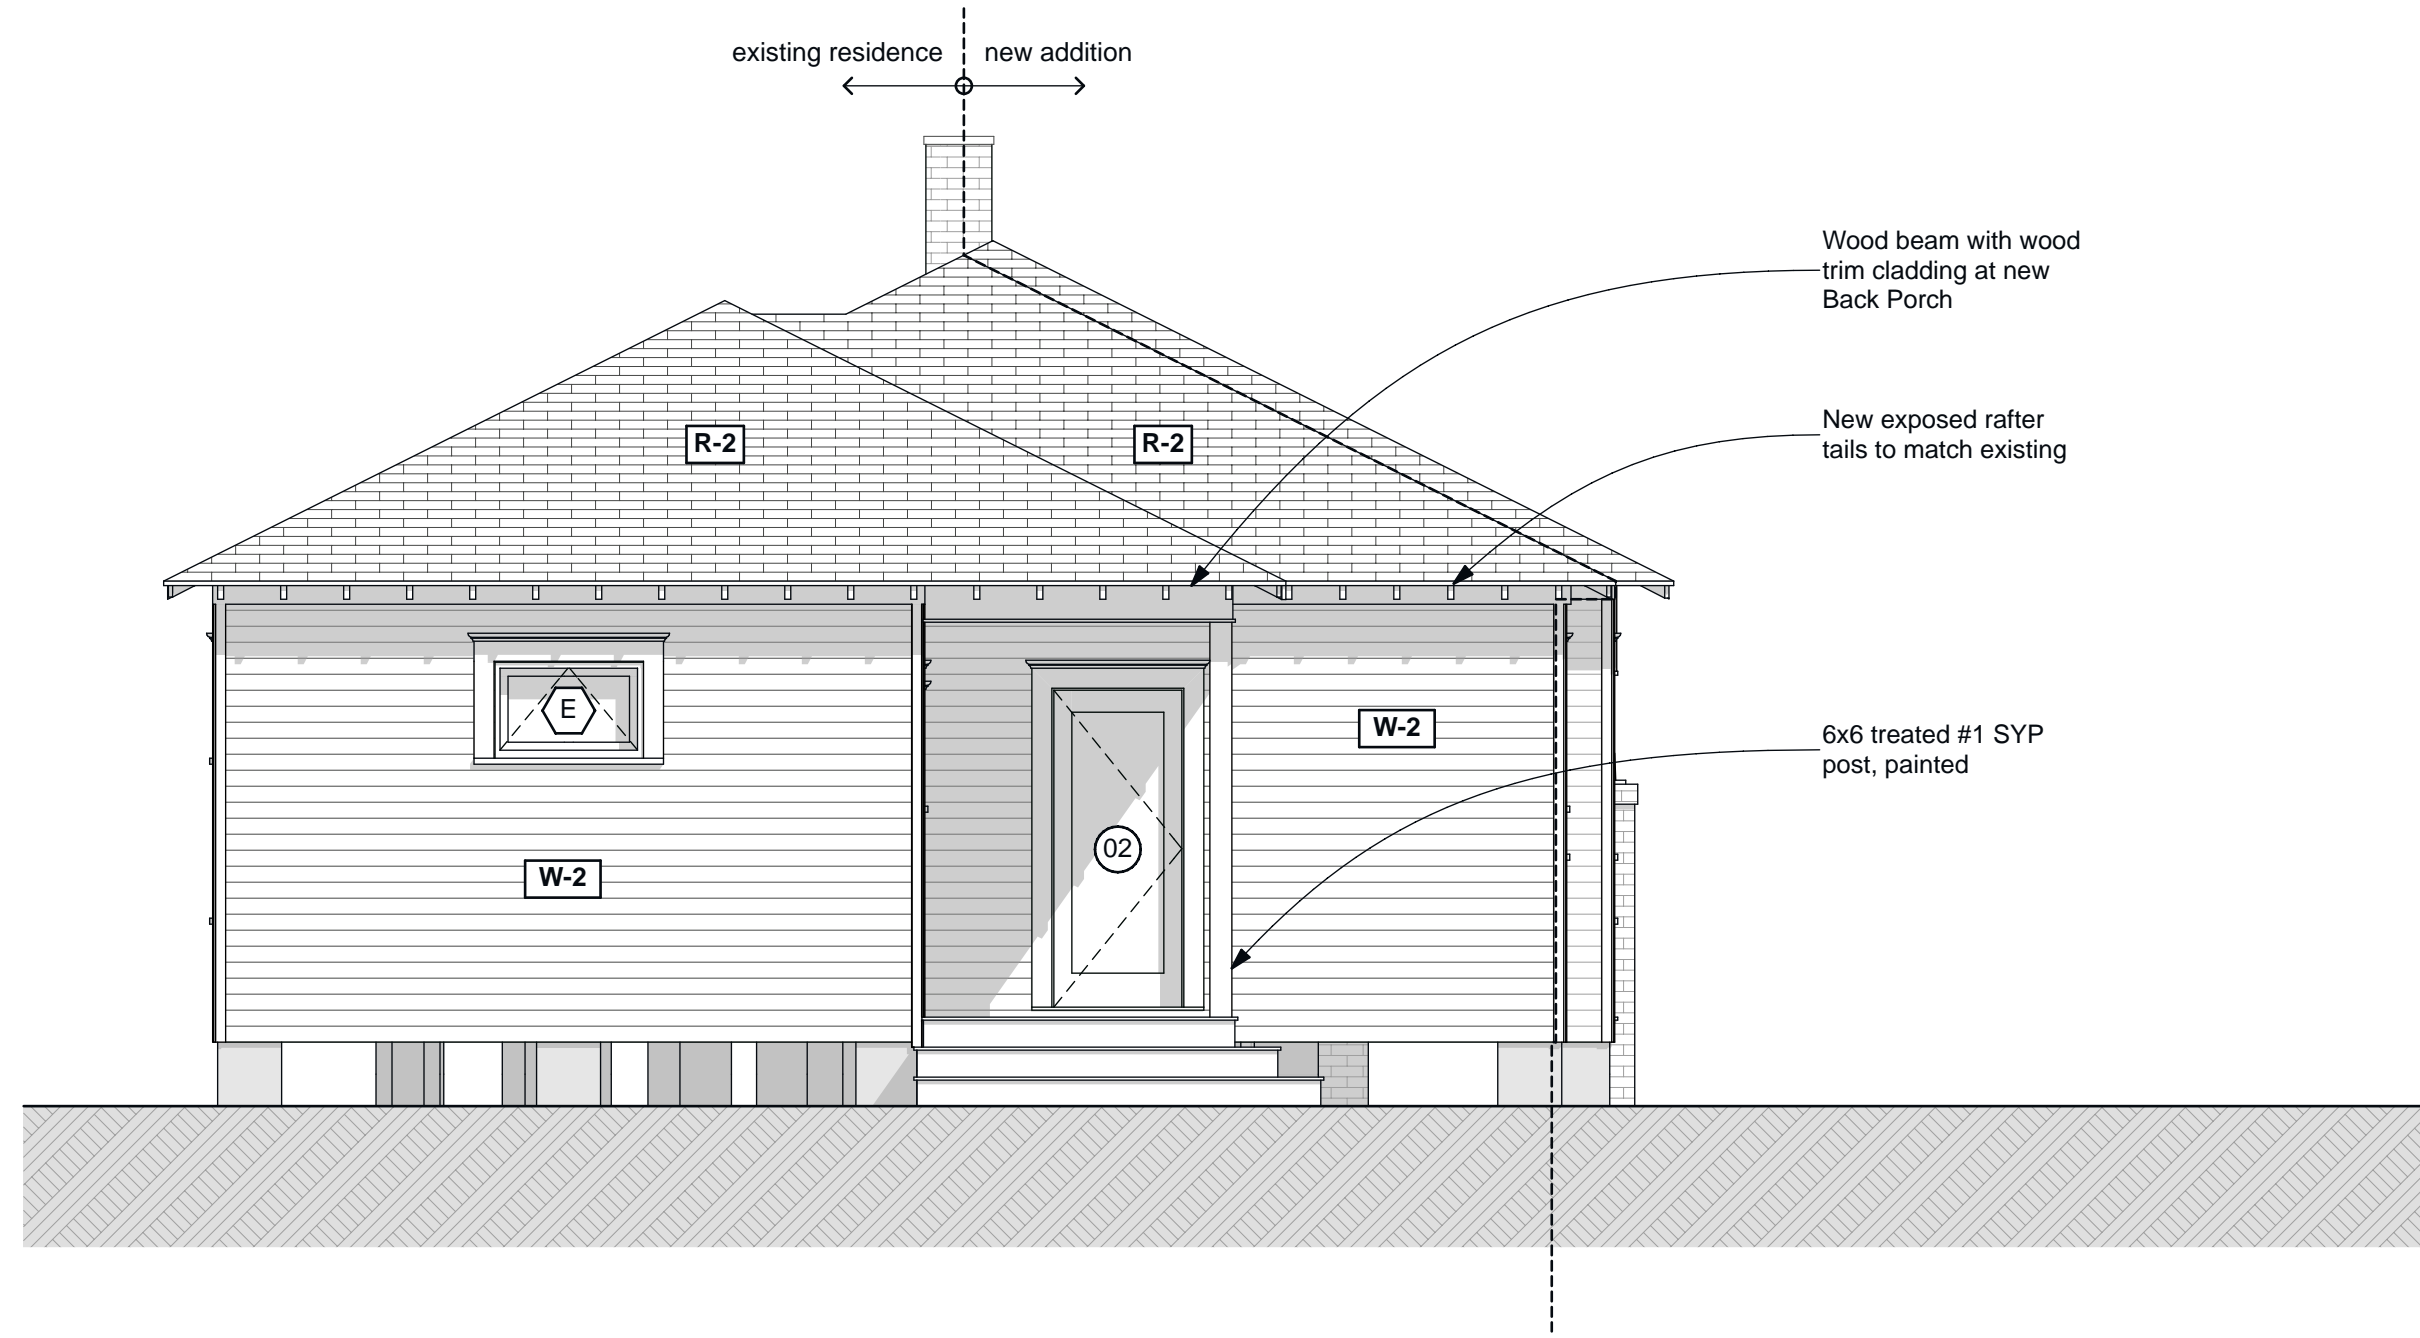 existing residence
new addition
Wood beam with wood
trim cladding at new
Back Porch
New exposed rafter
tails to match existing
R-2
R-2
E
W-2
6x6 treated #1 SYP
post, painted
02
W-2